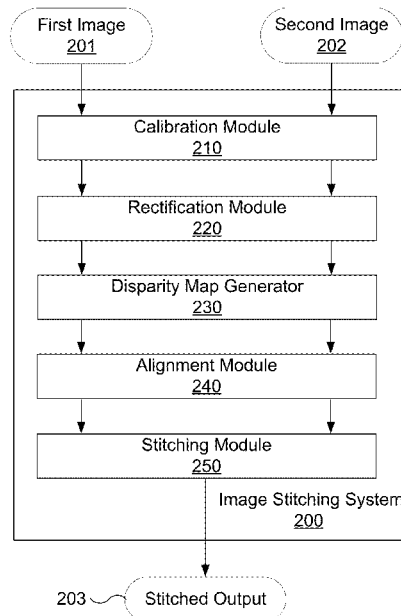 First Image
201
Second Image
202
Calibration Module
210
Rectification Module
220
Disparity Map Generator
230
Alignment Module
240
Stitching Module
250
Image Stitching System
200
203
Stitched Output